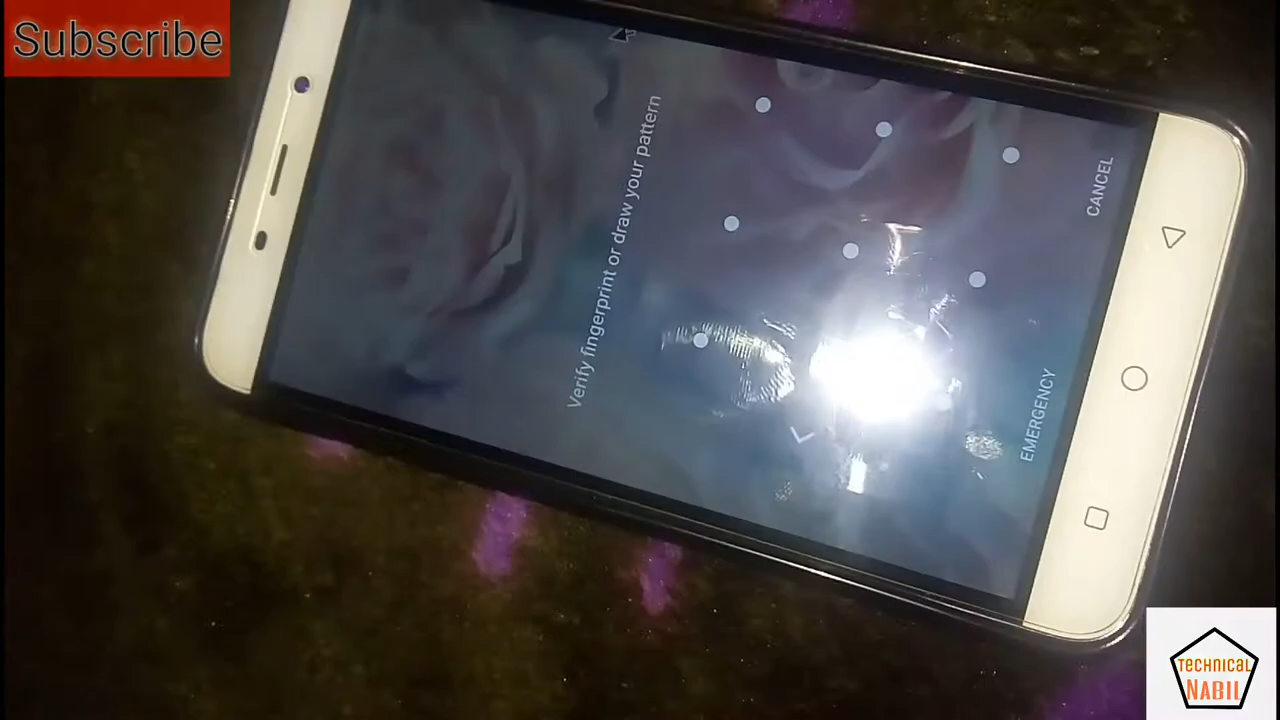 Subscribe
Verify fingerprint or draw your pattern
CANCEL
EMERGENCY
TECHNICAL
NABIL